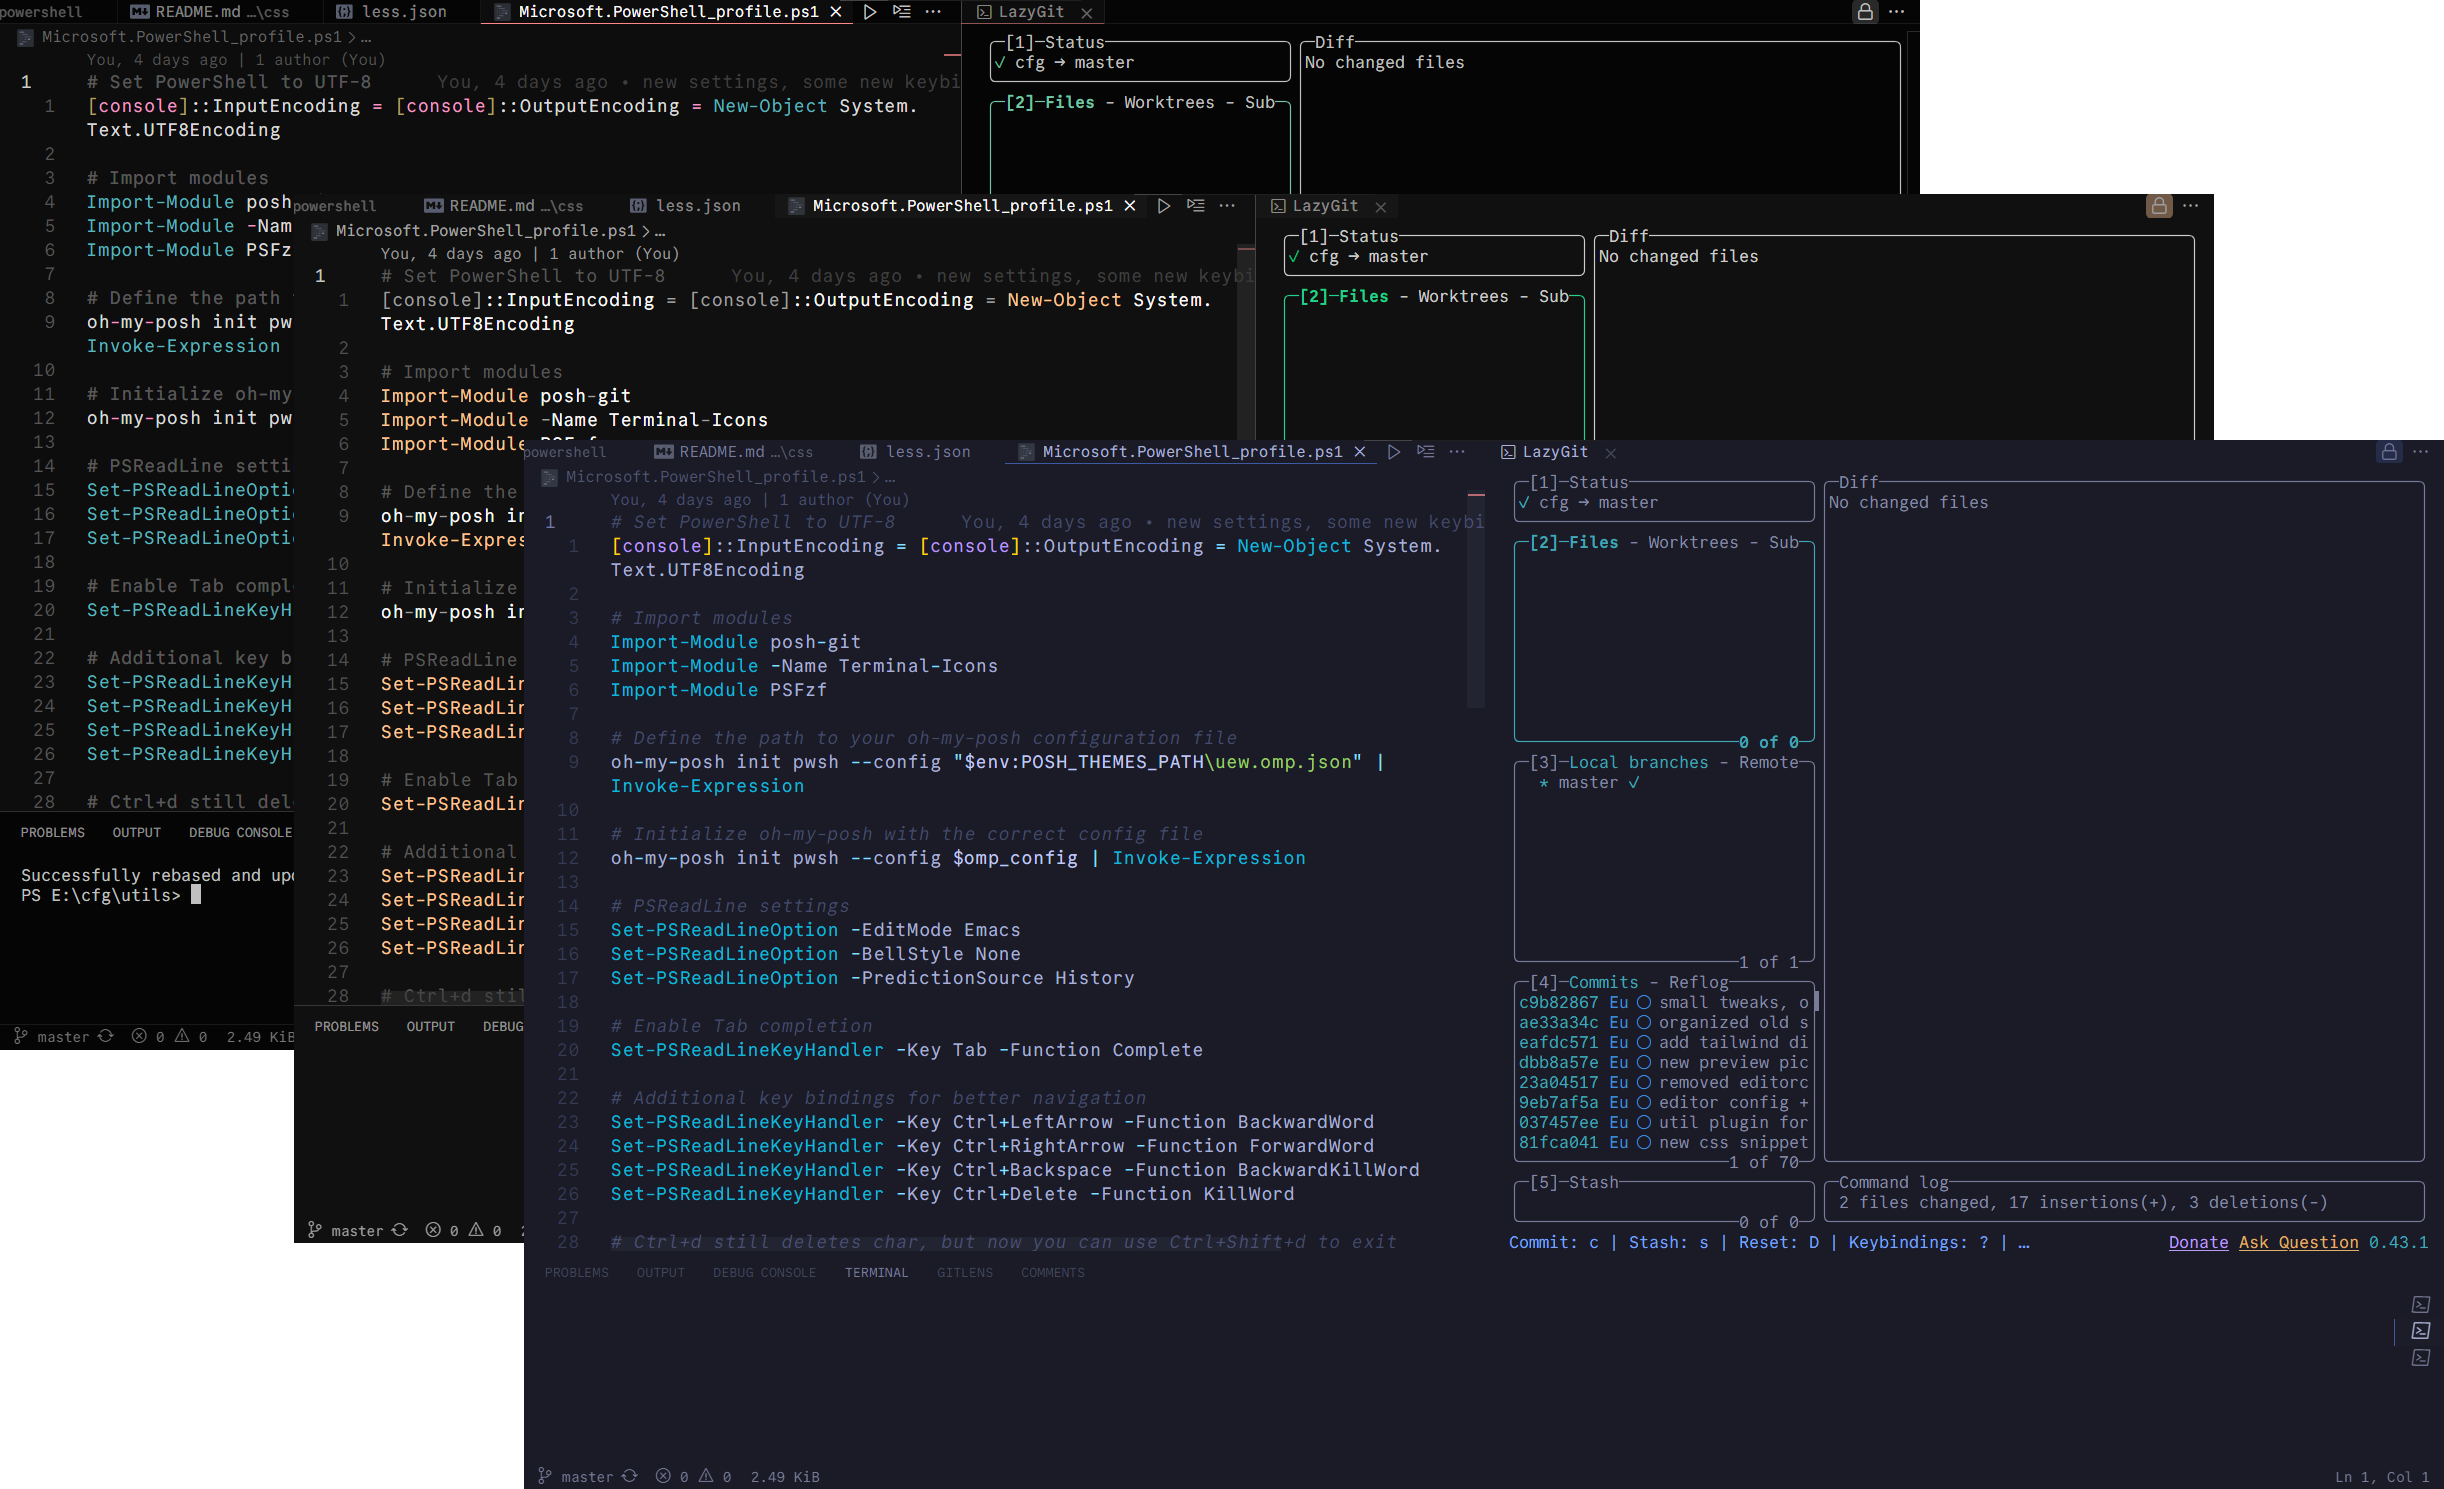 powershell README.md …\css less.json Microsoft.PowerShell_profile.ps1 LazyGit
Microsoft.PowerShell_profile.ps1 > …
You, 4 days ago | 1 author (You)
1 # Set PowerShell to UTF-8 You, 4 days ago • new settings, some new keybi
1 [console]::InputEncoding = [console]::OutputEncoding = New-Object System.
Text.UTF8Encoding
2
3 # Import modules
4 Import-Module posh
5 Import-Module -Nam
6 Import-Module PSFz
7
8 # Define the path
9 oh-my-posh init pw
Invoke-Expression
10
11 # Initialize oh-my
12 oh-my-posh init pw
13
14 # PSReadLine setti
15 Set-PSReadLineOpti
16 Set-PSReadLineOpti
17 Set-PSReadLineOpti
18
19 # Enable Tab compl
20 Set-PSReadLineKeyH
21
22 # Additional key b
23 Set-PSReadLineKeyH
24 Set-PSReadLineKeyH
25 Set-PSReadLineKeyH
26 Set-PSReadLineKeyH
27
28 # Ctrl+d still del
PROBLEMS OUTPUT DEBUG CONSOLE
Successfully rebased and up
PS E:\cfg\utils>
master 0 0 2.49 KiB
[1]─Status
✓ cfg → master
[2]─Files - Worktrees - Sub
Diff
No changed files
powershell README.md …\css less.json Microsoft.PowerShell_profile.ps1 LazyGit
Microsoft.PowerShell_profile.ps1 > …
You, 4 days ago | 1 author (You)
1 # Set PowerShell to UTF-8 You, 4 days ago • new settings, some new keybi
1 [console]::InputEncoding = [console]::OutputEncoding = New-Object System.
Text.UTF8Encoding
2
3 # Import modules
4 Import-Module posh-git
5 Import-Module -Name Terminal-Icons
6 Import-Module
7
8 # Define the
9 oh-my-posh in
Invoke-Expres
10
11 # Initialize
12 oh-my-posh in
13
14 # PSReadLine
15 Set-PSReadLin
16 Set-PSReadLin
17 Set-PSReadLin
18
19 # Enable Tab
20 Set-PSReadLin
21
22 # Additional
23 Set-PSReadLin
24 Set-PSReadLin
25 Set-PSReadLin
26 Set-PSReadLin
27
28 # Ctrl+d stil
PROBLEMS OUTPUT DEBUG
master 0 0
[1]─Status
✓ cfg → master
[2]─Files - Worktrees - Sub
Diff
No changed files
powershell README.md …\css less.json Microsoft.PowerShell_profile.ps1 LazyGit
Microsoft.PowerShell_profile.ps1 > …
You, 4 days ago | 1 author (You)
1 # Set PowerShell to UTF-8 You, 4 days ago • new settings, some new keybi
1 [console]::InputEncoding = [console]::OutputEncoding = New-Object System.
Text.UTF8Encoding
2
3 # Import modules
4 Import-Module posh-git
5 Import-Module -Name Terminal-Icons
6 Import-Module PSFzf
7
8 # Define the path to your oh-my-posh configuration file
9 oh-my-posh init pwsh --config "$env:POSH_THEMES_PATH\uew.omp.json" |
Invoke-Expression
10
11 # Initialize oh-my-posh with the correct config file
12 oh-my-posh init pwsh --config $omp_config | Invoke-Expression
13
14 # PSReadLine settings
15 Set-PSReadLineOption -EditMode Emacs
16 Set-PSReadLineOption -BellStyle None
17 Set-PSReadLineOption -PredictionSource History
18
19 # Enable Tab completion
20 Set-PSReadLineKeyHandler -Key Tab -Function Complete
21
22 # Additional key bindings for better navigation
23 Set-PSReadLineKeyHandler -Key Ctrl+LeftArrow -Function BackwardWord
24 Set-PSReadLineKeyHandler -Key Ctrl+RightArrow -Function ForwardWord
25 Set-PSReadLineKeyHandler -Key Ctrl+Backspace -Function BackwardKillWord
26 Set-PSReadLineKeyHandler -Key Ctrl+Delete -Function KillWord
27
28 # Ctrl+d still deletes char, but now you can use Ctrl+Shift+d to exit
[1]─Status
✓ cfg → master
[2]─Files - Worktrees - Sub
0 of 0
[3]─Local branches - Remote
* master ✓
1 of 1
[4]─Commits - Reflog
c9b82867 Eu ○ small tweaks, o
ae33a34c Eu ○ organized old s
eafdc571 Eu ○ add tailwind di
dbb8a57e Eu ○ new preview pic
23a04517 Eu ○ removed editorc
9eb7af5a Eu ○ editor config +
037457ee Eu ○ util plugin for
81fca041 Eu ○ new css snippet
1 of 70
[5]─Stash
0 of 0
Diff
No changed files
Command log
2 files changed, 17 insertions(+), 3 deletions(-)
Commit: c | Stash: s | Reset: D | Keybindings: ? | … Donate Ask Question 0.43.1
PROBLEMS OUTPUT DEBUG CONSOLE TERMINAL GITLENS COMMENTS
master 0 0 2.49 KiB Ln 1, Col 1